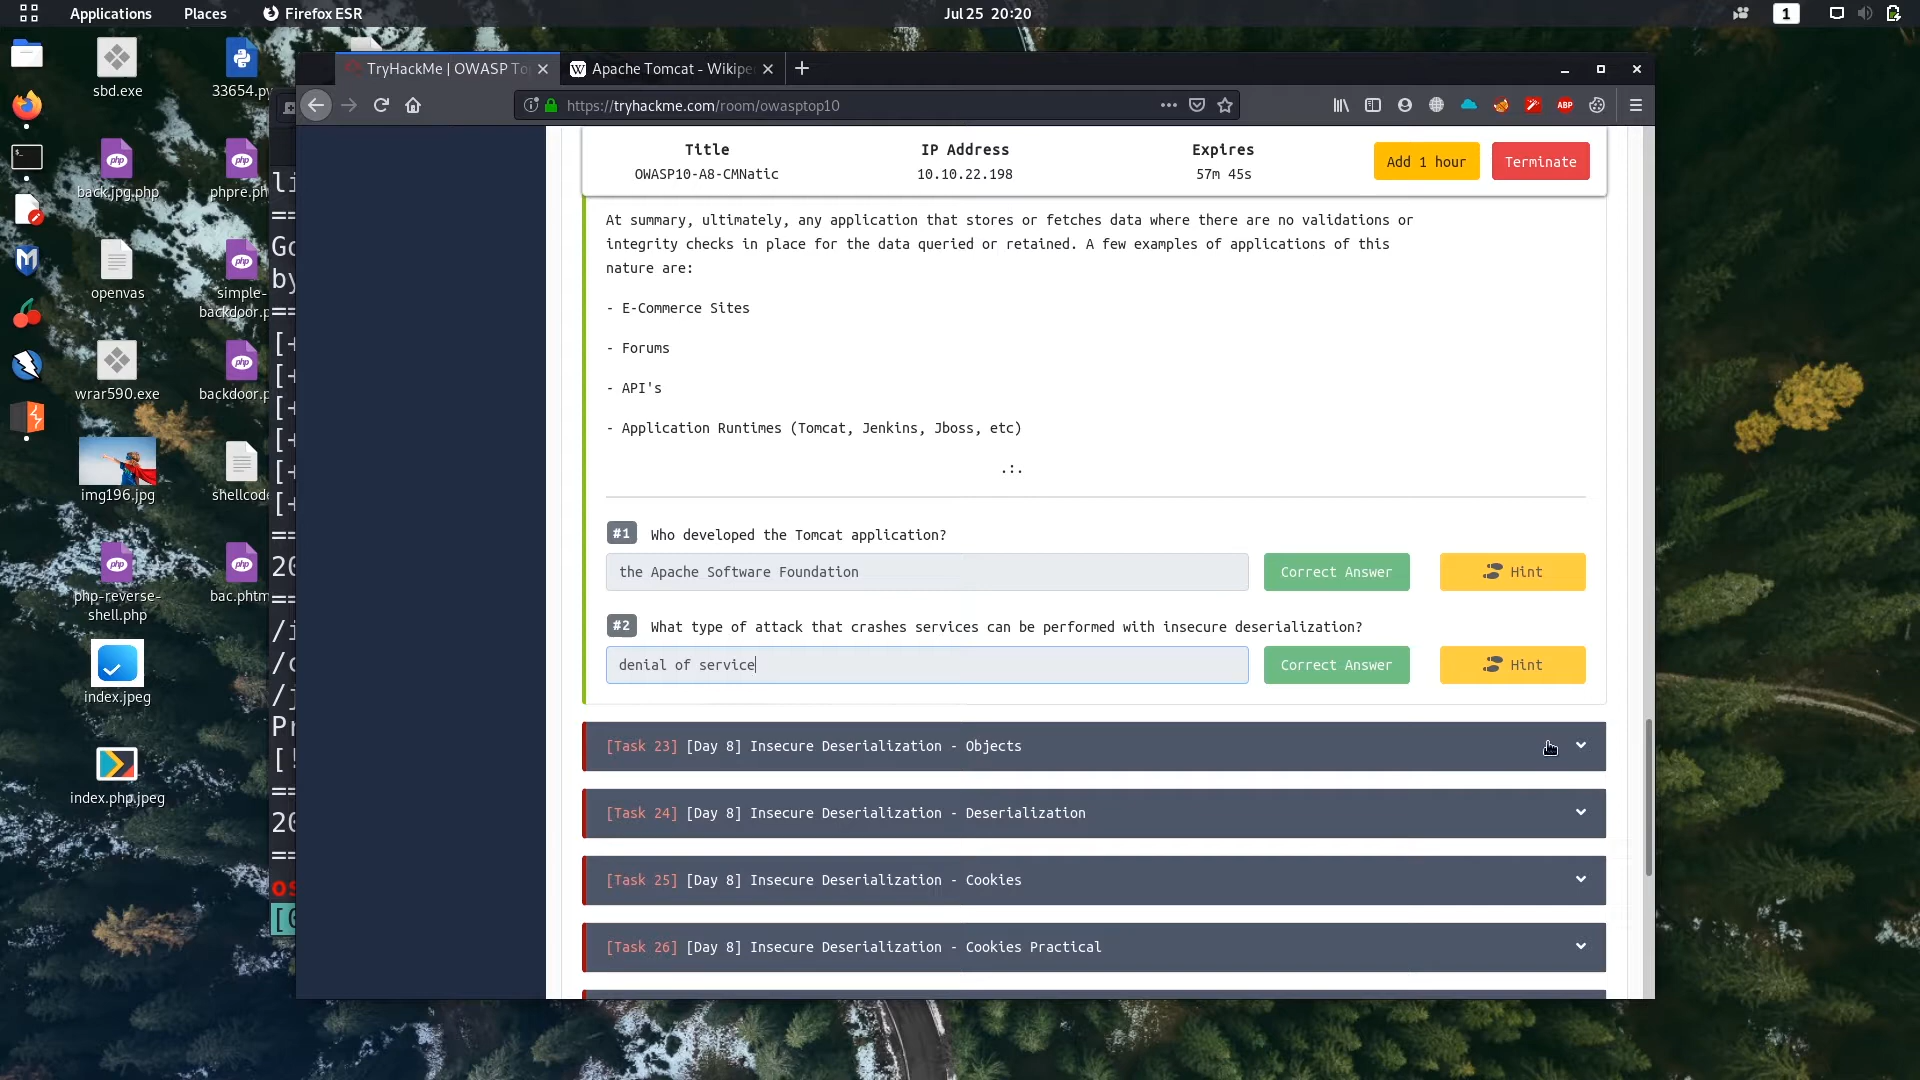 Applications Places Firefox ESR Jul 25 20:20 1
sbd.exe
33654.py
back.jpg.php
phpre.ph
openvas
simple-
backdoor.p
wrar590.exe
backdoor.p
img196.jpg
shellcode
php-reverse-
shell.php
bac.phtm
index.jpeg
index.php.jpeg
TryHackMe | OWASP To
Apache Tomcat - Wikipe
https://tryhackme.com/room/owasptop10
ABP
Title IP Address Expires
OWASP10-A8-CMNatic 10.10.22.198 57m 45s
Add 1 hour Terminate
At summary, ultimately, any application that stores or fetches data where there are no validations or
integrity checks in place for the data queried or retained. A few examples of applications of this
nature are:
- E-Commerce Sites
- Forums
- API's
- Application Runtimes (Tomcat, Jenkins, Jboss, etc)
.:.
#1 Who developed the Tomcat application?
the Apache Software Foundation Correct Answer Hint
#2 What type of attack that crashes services can be performed with insecure deserialization?
denial of service Correct Answer Hint
[Task 23] [Day 8] Insecure Deserialization - Objects
[Task 24] [Day 8] Insecure Deserialization - Deserialization
[Task 25] [Day 8] Insecure Deserialization - Cookies
[Task 26] [Day 8] Insecure Deserialization - Cookies Practical